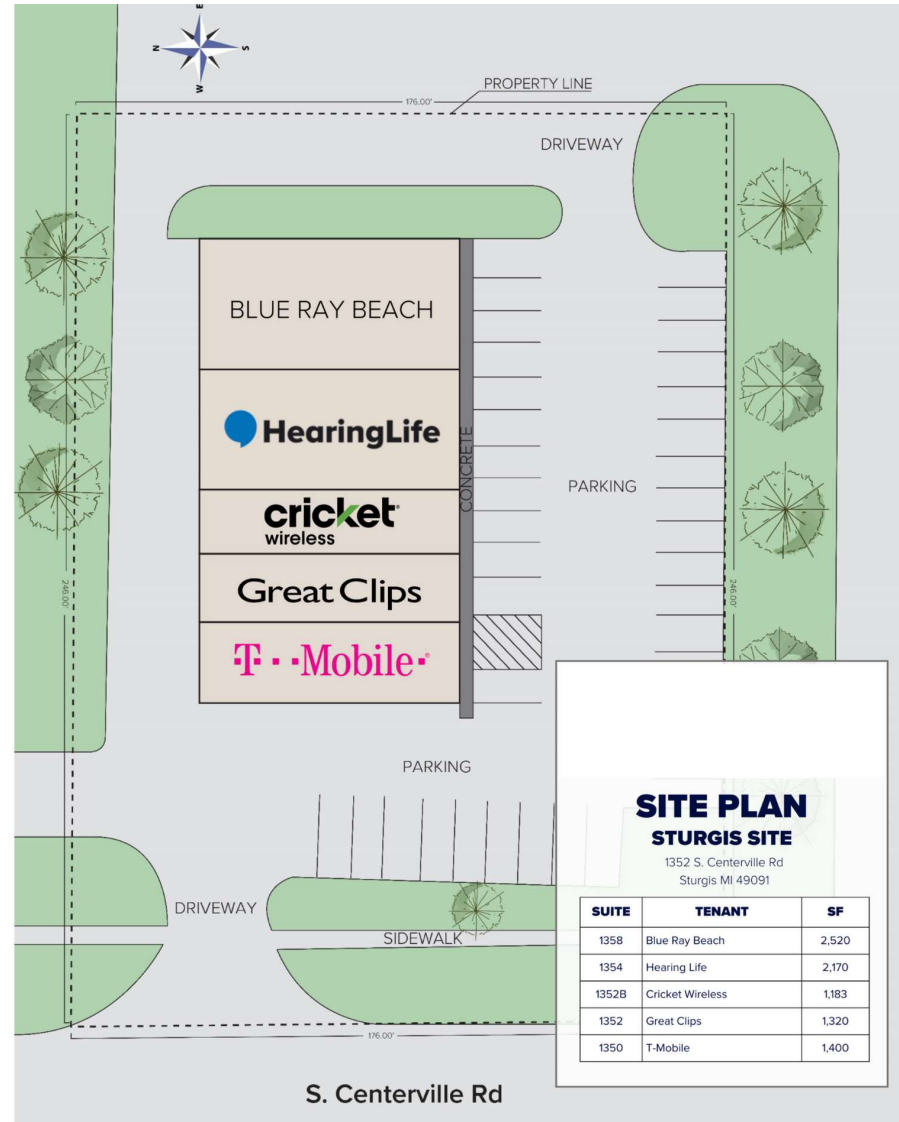 E
N
S
W
PROPERTY LINE
176.00'
DRIVEWAY
BLUE RAY BEACH
HearingLife
CONCRETE
PARKING
cricket
wireless
Great Clips
246.00'
246.00'
T Mobile®
PARKING
DRIVEWAY
SIDEWALK
176.00'
S. Centerville Rd
SITE PLAN
STURGIS SITE
1352 S. Centerville Rd
Sturgis MI 49091
SUITE TENANT SF
1358 Blue Ray Beach 2,520
1354 Hearing Life 2,170
1352B Cricket Wireless 1,183
1352 Great Clips 1,320
1350 T-Mobile 1,400